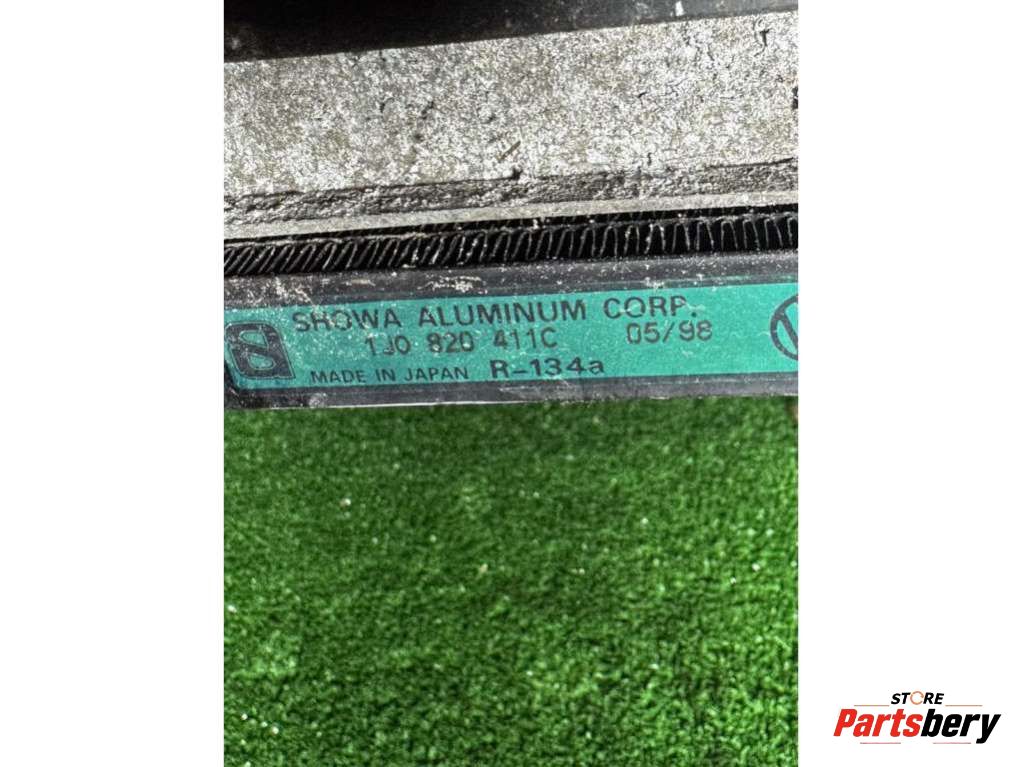 SHOWA ALUMINUM CORP.
1J0 820 411C 05/98
MADE IN JAPAN R-134a
STORE
Partsbery